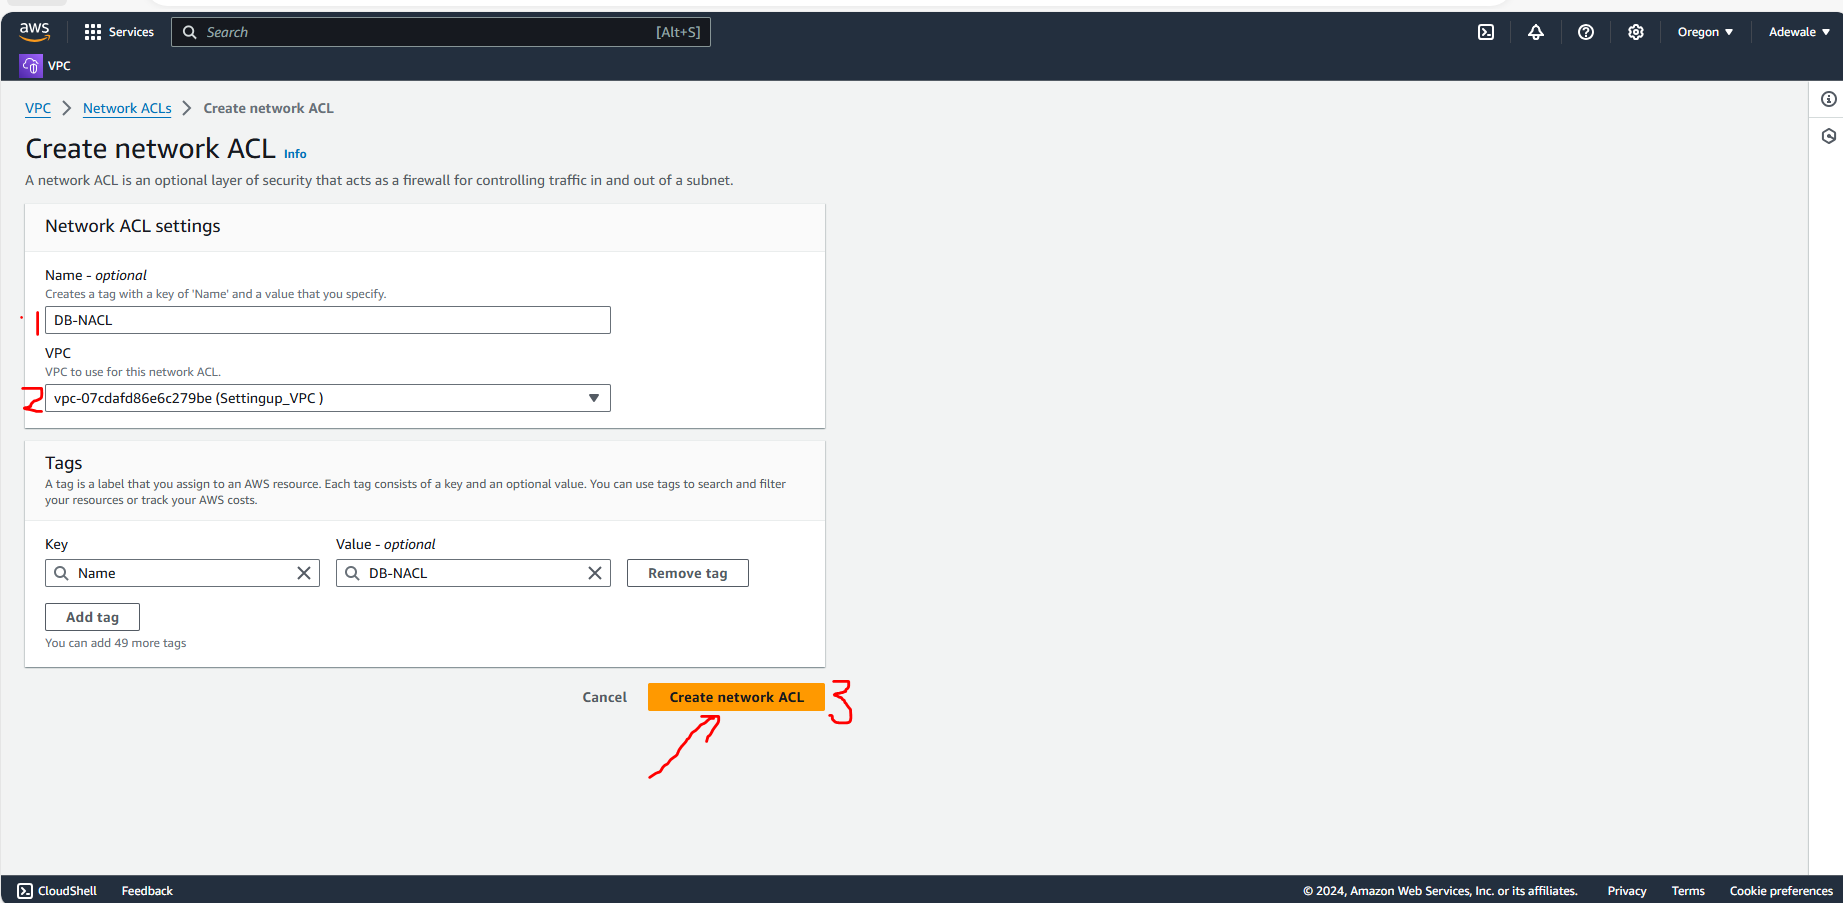 aws Services Search [Alt+S] Oregon Adewale
VPC
VPC Network ACLs Create network ACL
Create network ACL Info
A network ACL is an optional layer of security that acts as a firewall for controlling traffic in and out of a subnet.
Network ACL settings
Name - optional
Creates a tag with a key of 'Name' and a value that you specify.
1 DB-NACL
VPC
VPC to use for this network ACL.
2 vpc-07cdafd86e6c279be (Settingup_VPC )
Tags
A tag is a label that you assign to an AWS resource. Each tag consists of a key and an optional value. You can use tags to search and filter
your resources or track your AWS costs.
Key Value - optional
Name DB-NACL Remove tag
Add tag
You can add 49 more tags
Cancel Create network ACL 3
CloudShell Feedback © 2024, Amazon Web Services, Inc. or its affiliates. Privacy Terms Cookie preferences